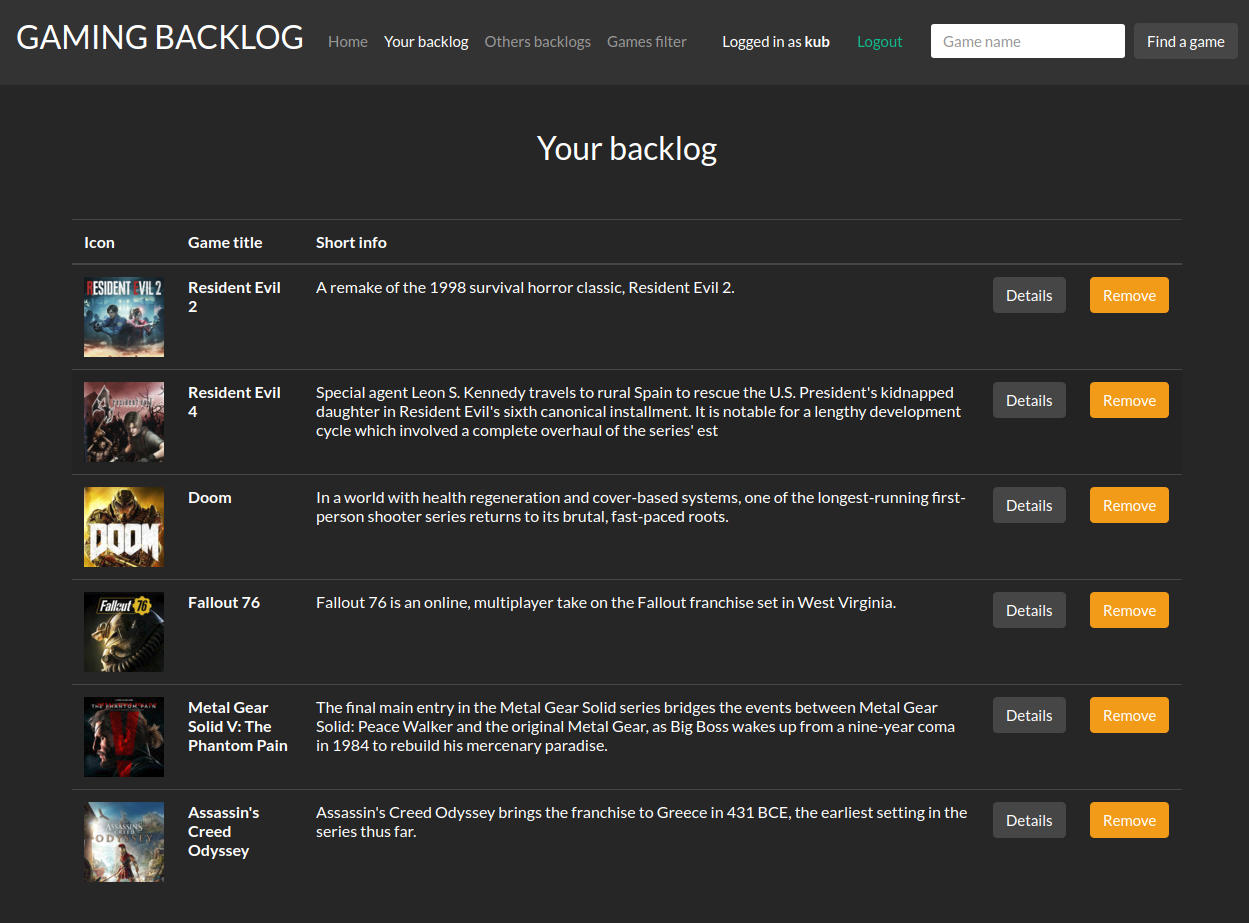 GAMING BACKLOG Home Your backlog Others backlogs Games filter Logged in as kub Logout Game name Find a game
Your backlog
Icon Game title Short info
RESIDENT EVIL 2
Resident Evil
2
A remake of the 1998 survival horror classic, Resident Evil 2.
Details Remove
Resident Evil
4
Special agent Leon S. Kennedy travels to rural Spain to rescue the U.S. President's kidnapped
daughter in Resident Evil's sixth canonical installment. It is notable for a lengthy development
cycle which involved a complete overhaul of the series' est
Details Remove
DOOM
Doom
In a world with health regeneration and cover-based systems, one of the longest-running first-
person shooter series returns to its brutal, fast-paced roots.
Details Remove
Fallout 76
Fallout 76
Fallout 76 is an online, multiplayer take on the Fallout franchise set in West Virginia.
Details Remove
THE PHANTOM PAIN
Metal Gear
Solid V: The
Phantom Pain
The final main entry in the Metal Gear Solid series bridges the events between Metal Gear
Solid: Peace Walker and the original Metal Gear, as Big Boss wakes up from a nine-year coma
in 1984 to rebuild his mercenary paradise.
Details Remove
ASSASSIN'S
CREED
ODYSSEY
Assassin's
Creed
Odyssey
Assassin's Creed Odyssey brings the franchise to Greece in 431 BCE, the earliest setting in the
series thus far.
Details Remove